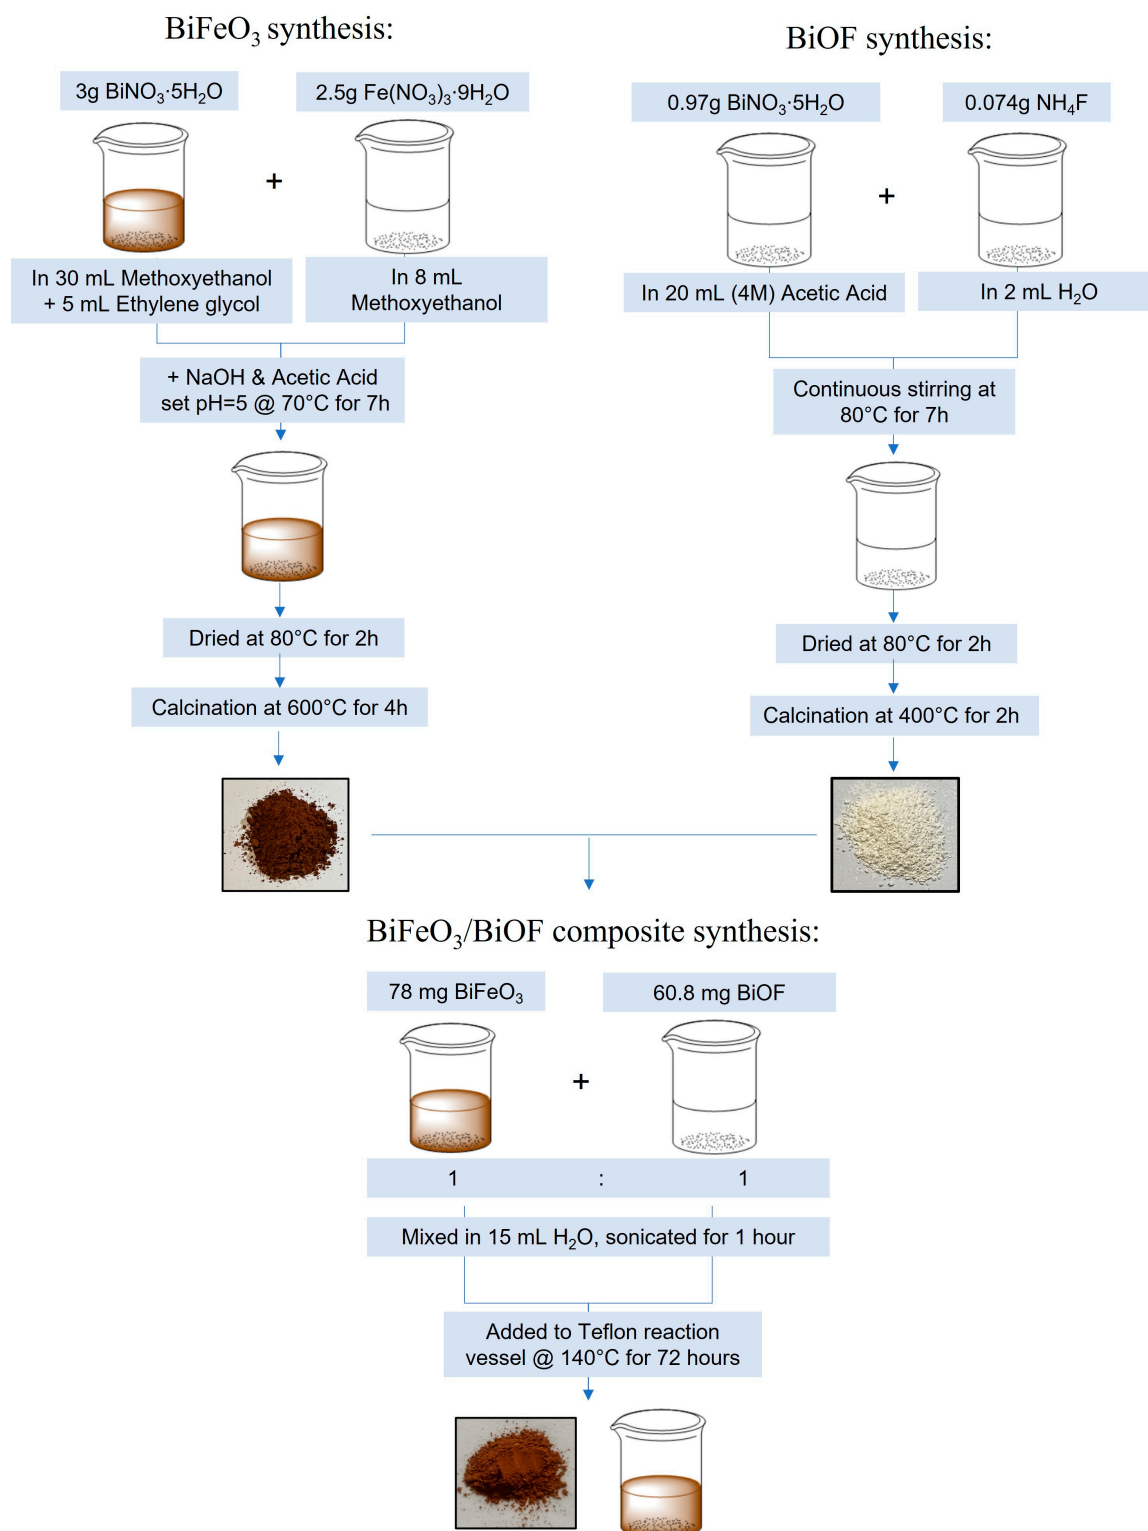 BiFeO₃ synthesis:
3g BiNO₃·5H₂O
2.5g Fe(NO₃)₃·9H₂O
+
In 30 mL Methoxyethanol
+ 5 mL Ethylene glycol
In 8 mL
Methoxyethanol
+ NaOH & Acetic Acid
set pH=5 @ 70°C for 7h
Dried at 80°C for 2h
Calcination at 600°C for 4h
BiOF synthesis:
0.97g BiNO₃·5H₂O
0.074g NH₄F
+
In 20 mL (4M) Acetic Acid
In 2 mL H₂O
Continuous stirring at
80°C for 7h
Dried at 80°C for 2h
Calcination at 400°C for 2h
BiFeO₃/BiOF composite synthesis:
78 mg BiFeO₃
60.8 mg BiOF
+
1 : 1
Mixed in 15 mL H₂O, sonicated for 1 hour
Added to Teflon reaction
vessel @ 140°C for 72 hours